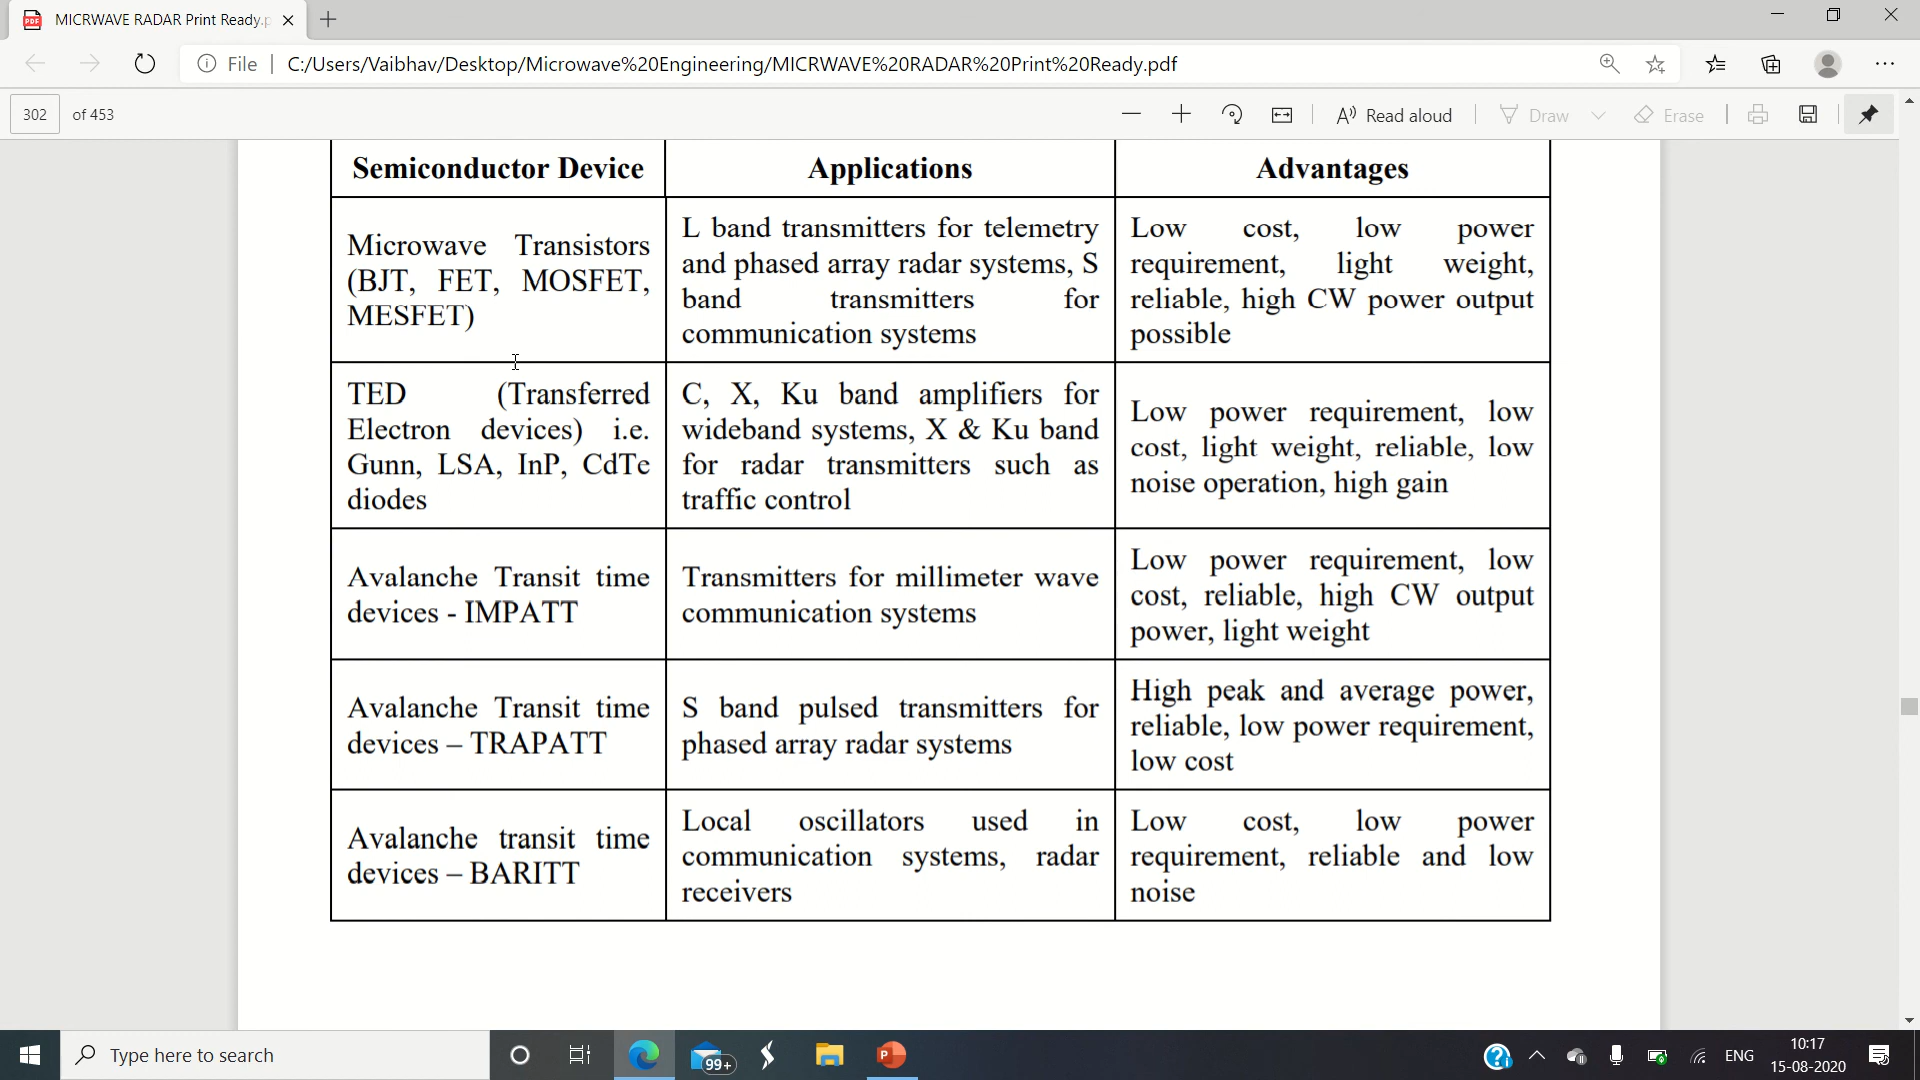 MICRWAVE RADAR Print Ready.p
File
C:/Users/Vaibhav/Desktop/Microwave%20Engineering/MICRWAVE%20RADAR%20Print%20Ready.pdf
302 of 453
Read aloud
Draw
Erase
Semiconductor Device
Applications
Advantages
Microwave Transistors
(BJT, FET, MOSFET,
MESFET)
L band transmitters for telemetry
and phased array radar systems, S
band transmitters for
communication systems
Low cost, low power
requirement, light weight,
reliable, high CW power output
possible
TED (Transferred
Electron devices) i.e.
Gunn, LSA, InP, CdTe
diodes
C, X, Ku band amplifiers for
wideband systems, X & Ku band
for radar transmitters such as
traffic control
Low power requirement, low
cost, light weight, reliable, low
noise operation, high gain
Avalanche Transit time
devices - IMPATT
Transmitters for millimeter wave
communication systems
Low power requirement, low
cost, reliable, high CW output
power, light weight
Avalanche Transit time
devices – TRAPATT
S band pulsed transmitters for
phased array radar systems
High peak and average power,
reliable, low power requirement,
low cost
Avalanche transit time
devices – BARITT
Local oscillators used in
communication systems, radar
receivers
Low cost, low power
requirement, reliable and low
noise
Type here to search
99+
ENG
10:17
15-08-2020